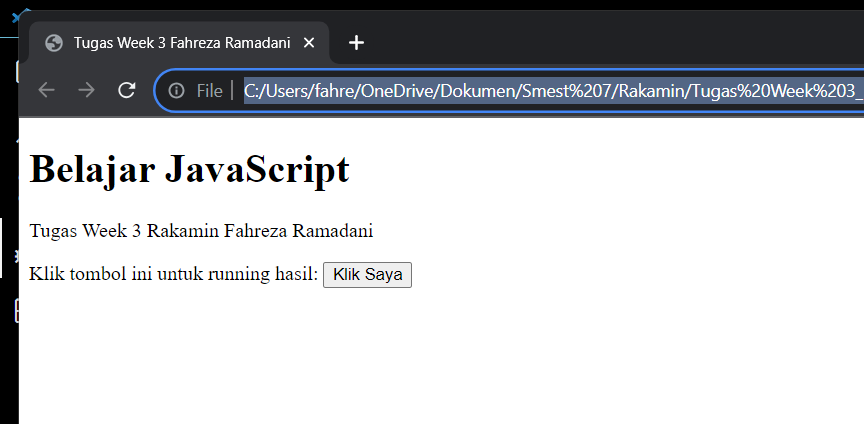 Tugas Week 3 Fahreza Ramadani
File
C:/Users/fahre/OneDrive/Dokumen/Smest%207/Rakamin/Tugas%20Week%203_
Belajar JavaScript
Tugas Week 3 Rakamin Fahreza Ramadani
Klik tombol ini untuk running hasil: Klik Saya